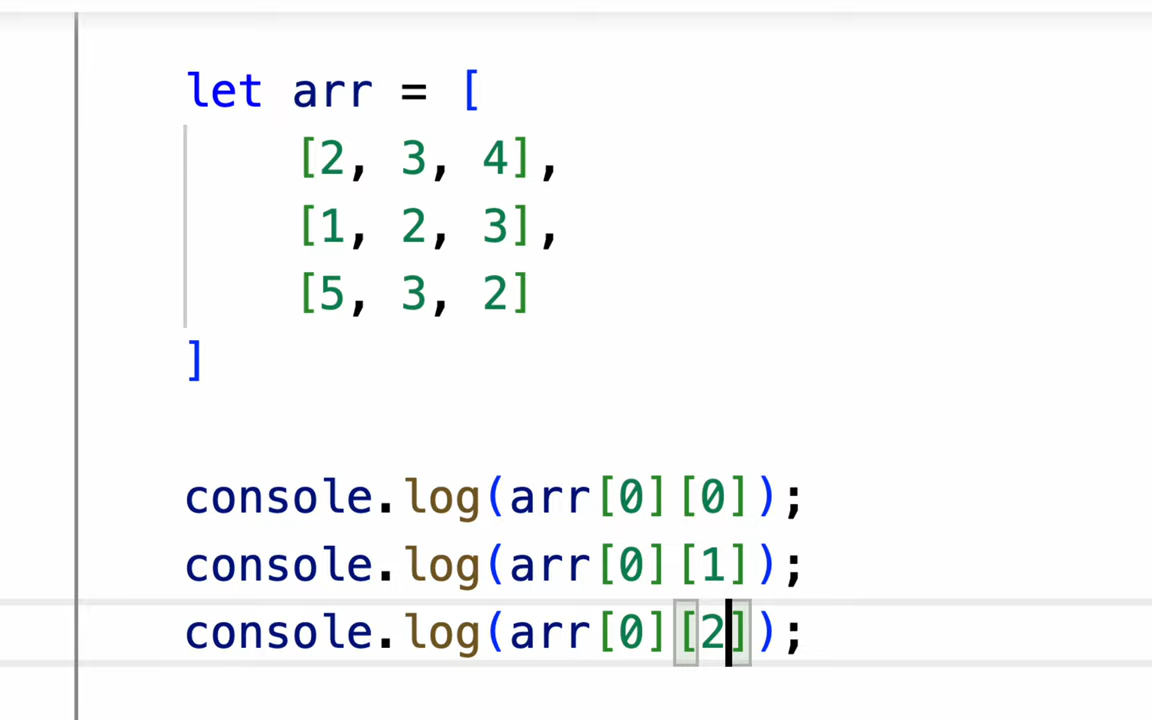 let arr = [
[2, 3, 4],
[1, 2, 3],
[5, 3, 2]
]
console.log(arr[0][0]);
console.log(arr[0][1]);
console.log(arr[0][2]);